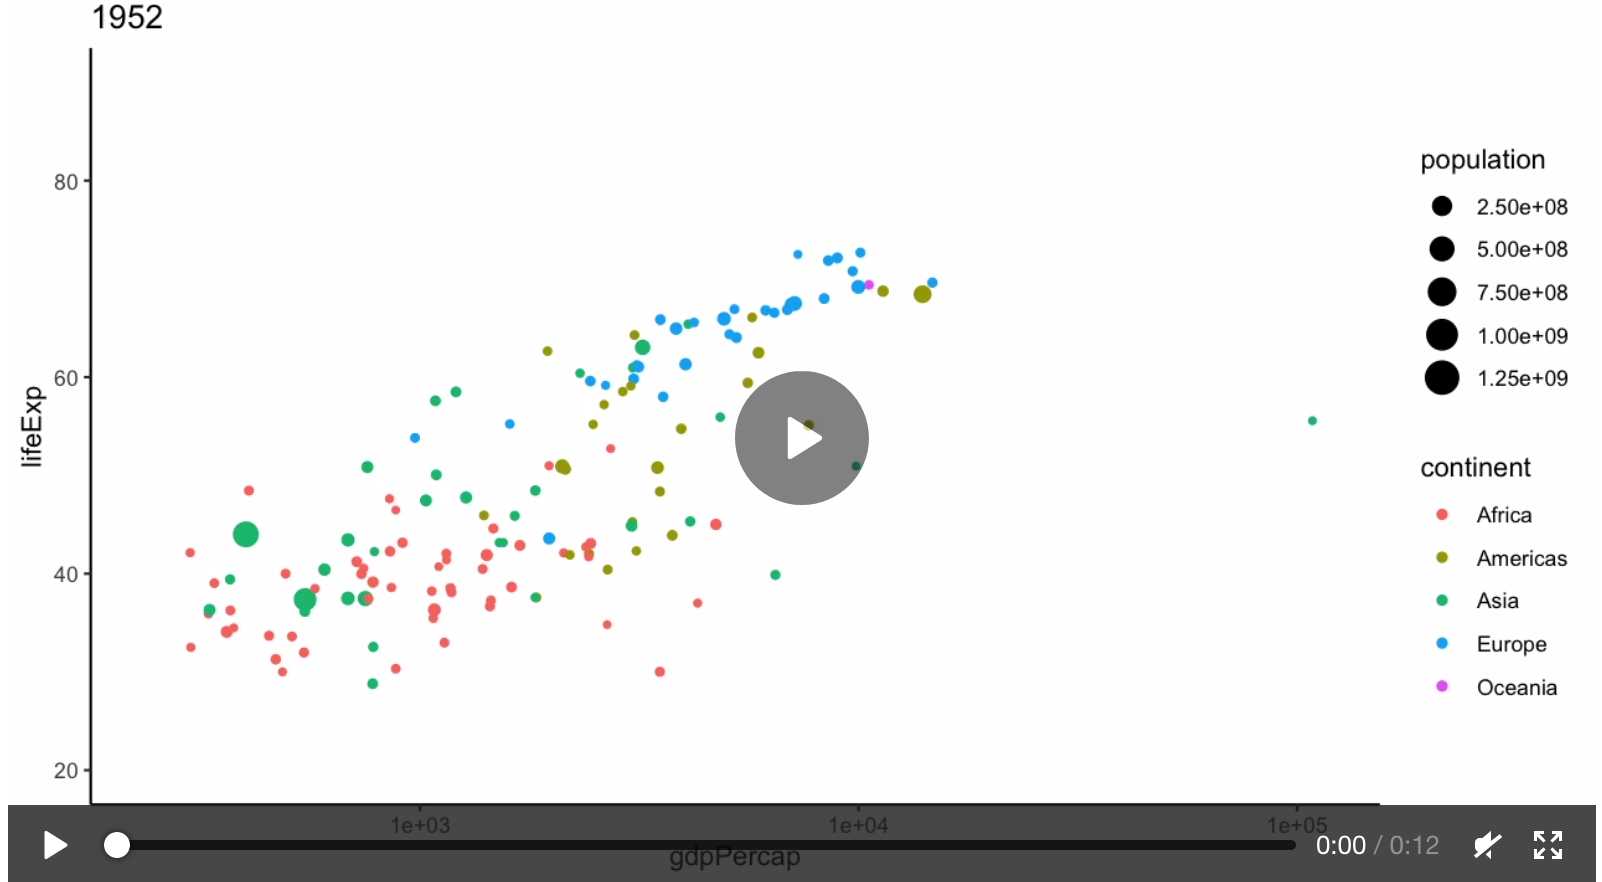 1952
lifeExp
80
60
40
20
1e+03
1e+04
1e+05
gdpPercap
population
2.50e+08
5.00e+08
7.50e+08
1.00e+09
1.25e+09
continent
Africa
Americas
Asia
Europe
Oceania
0:00 / 0:12